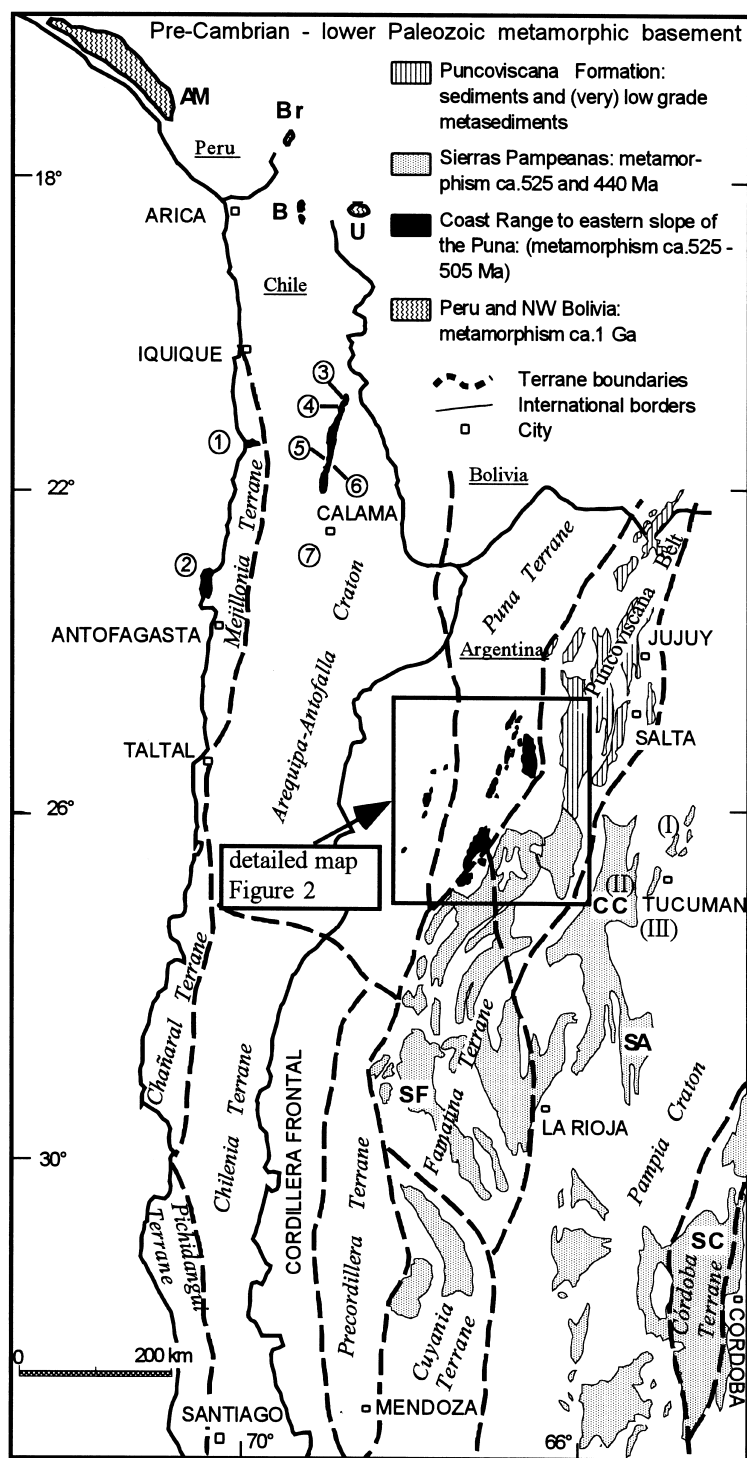 Pre-Cambrian - lower Paleozoic metamorphic basement
Puncoviscana Formation:
sediments and (very) low grade
metasediments
Sierras Pampeanas: metamor-
phism ca.525 and 440 Ma
Coast Range to eastern slope of
the Puna: (metamorphism ca.525 -
505 Ma)
Peru and NW Bolivia:
metamorphism ca.1 Ga
Terrane boundaries
International borders
City
AM
Br
Peru
18°
ARICA
B
U
Chile
IQUIQUE
3
4
1
5
6
Bolivia
22°
CALAMA
7
2
Mejillonia Terrane
Puna Terrane
Puncoviscana Belt
ANTOFAGASTA
Argentina
JUJUY
Arequipa-Antofalla Craton
SALTA
TALTAL
26°
(I)
detailed map
Figure 2
(II)
CC
TUCUMAN
(III)
Chañaral Terrane
SA
Chilenia Terrane
CORDILLERA FRONTAL
SF
Famatina Terrane
LA RIOJA
Pampia Craton
30°
Precordillera Terrane
Pichidangui
Terrane
SC
Cordoba
Terrane
CORDOBA
Cuyania
Terrane
0
200 km
MENDOZA
SANTIAGO
70°
66°